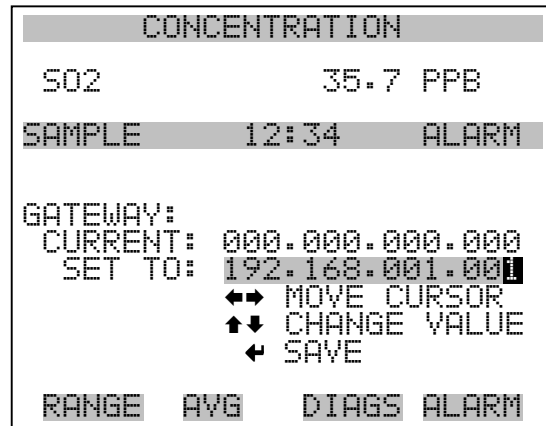 CONCENTRATION
SO2 35.7 PPB
SAMPLE 12:34 ALARM
GATEWAY:
CURRENT: 000.000.000.000
SET TO: 192.168.001.001
MOVE CURSOR
CHANGE VALUE
SAVE
RANGE AVG DIAGS ALARM